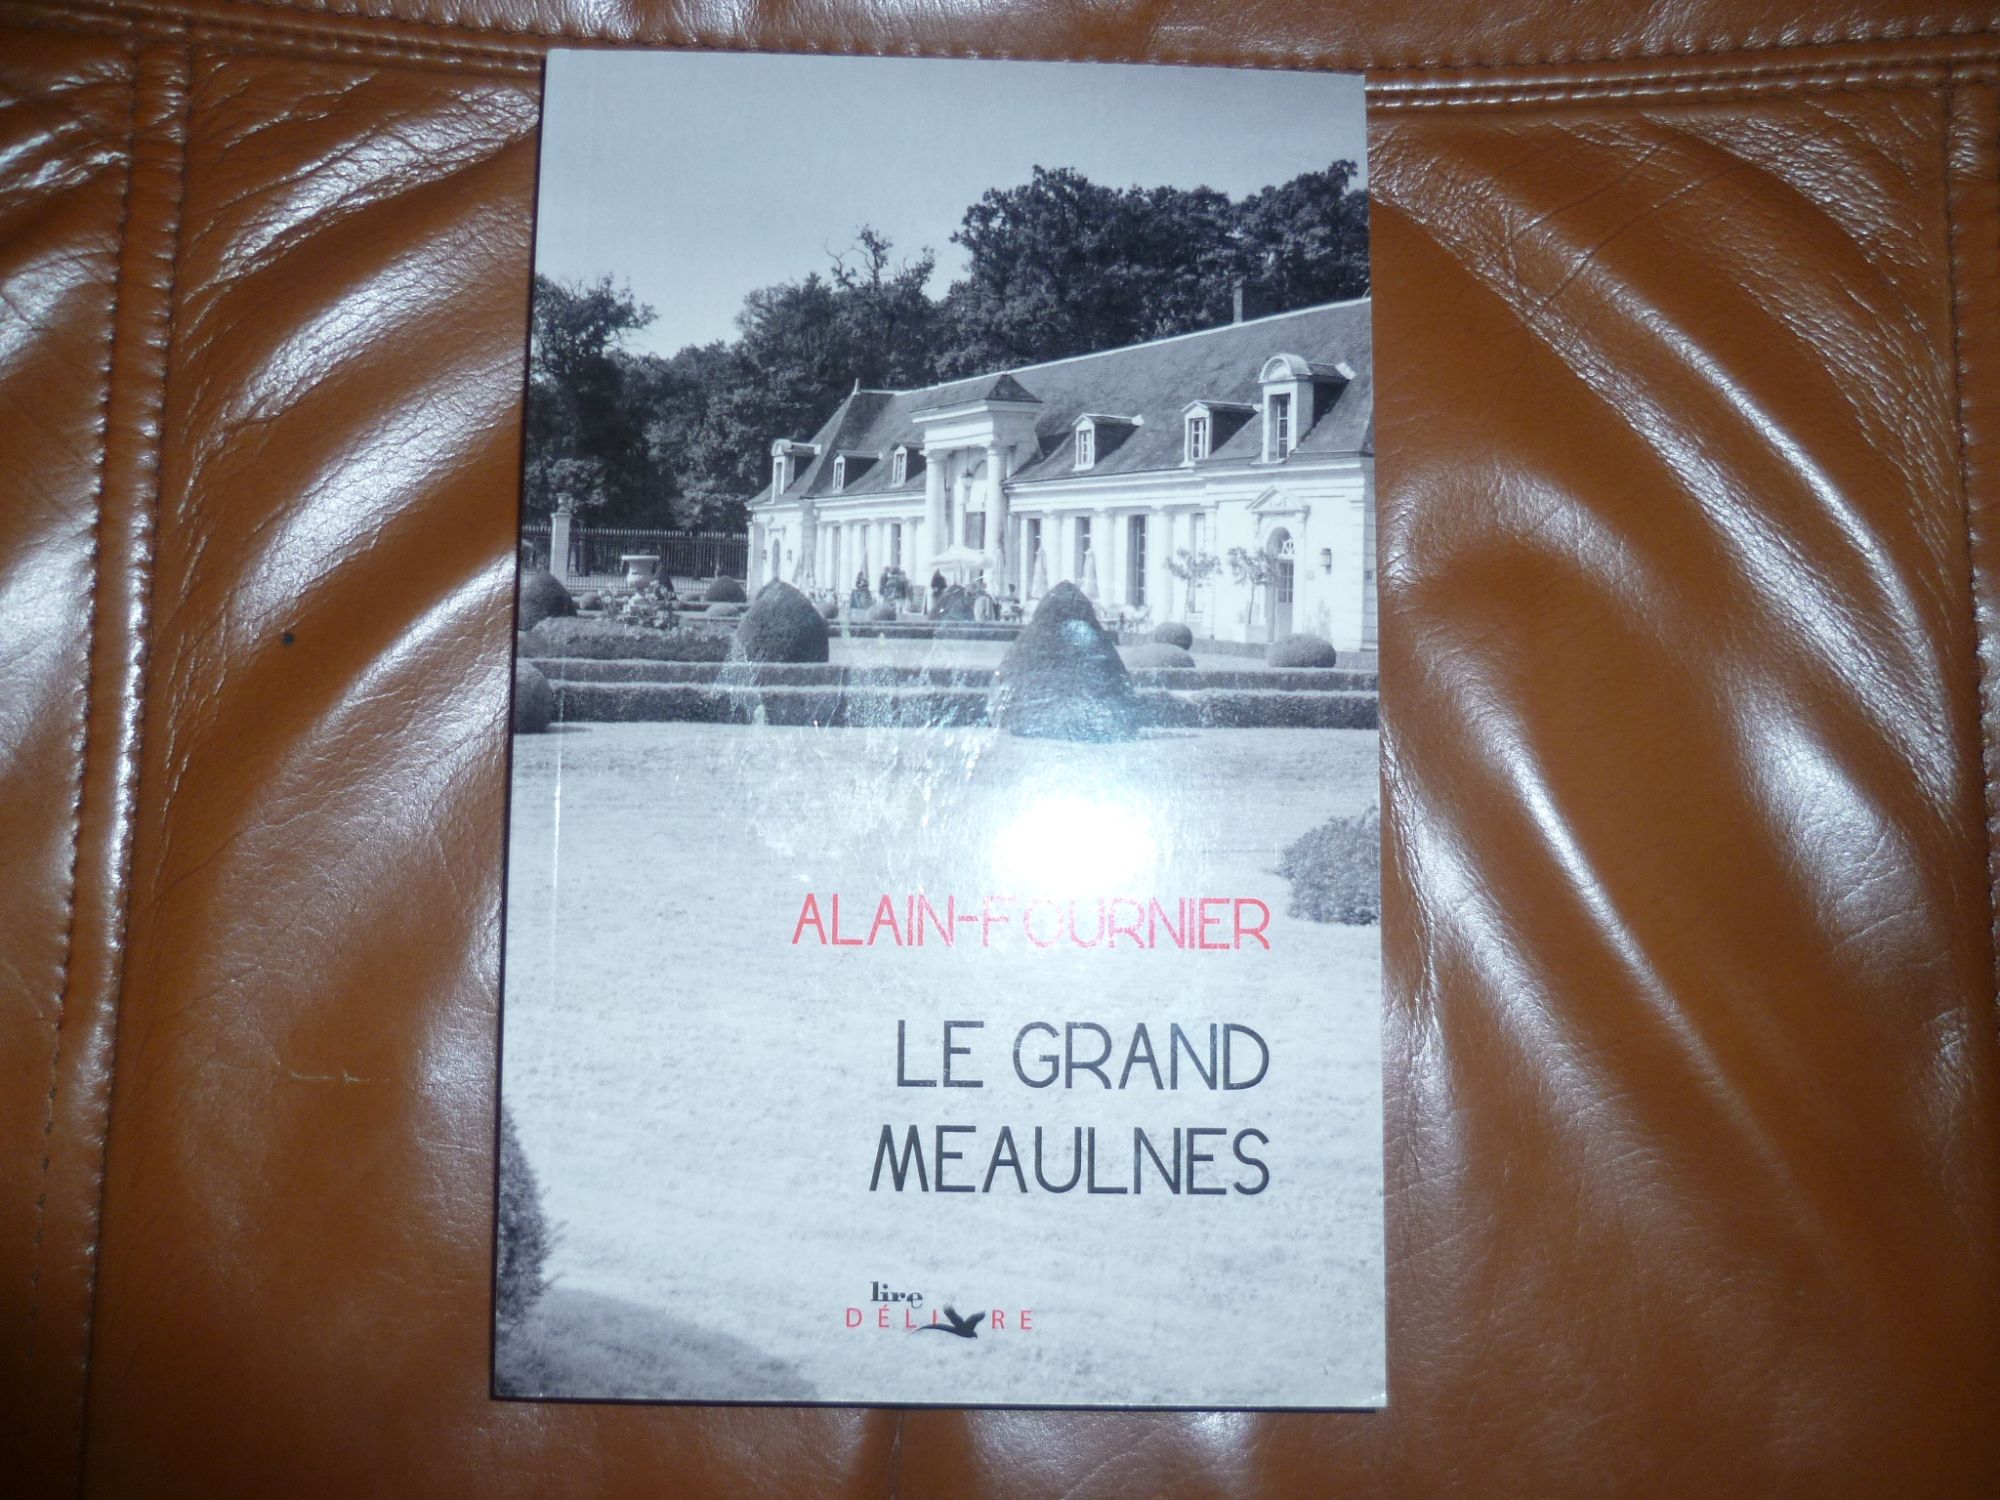 ALAIN-FOURNIER
LE GRAND
MEAULNES
lire
DÉLIVRE